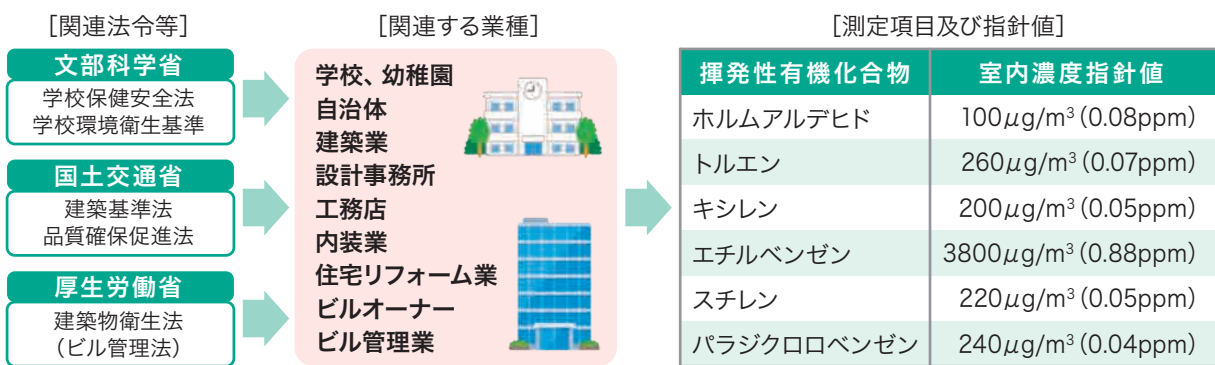 ［関連法令等］
文部科学省
学校保健安全法
学校環境衛生基準
国土交通省
建築基準法
品質確保促進法
厚生労働省
建築物衛生法
（ビル管理法）
［関連する業種］
学校、幼稚園
自治体
建築業
設計事務所
工務店
内装業
住宅リフォーム業
ビルオーナー
ビル管理業
［測定項目及び指針値］
揮発性有機化合物 室内濃度指針値
ホルムアルデヒド 100μg/m³（0.08ppm）
トルエン 260μg/m³（0.07ppm）
キシレン 200μg/m³（0.05ppm）
エチルベンゼン 3800μg/m³（0.88ppm）
スチレン 220μg/m³（0.05ppm）
パラジクロロベンゼン 240μg/m³（0.04ppm）